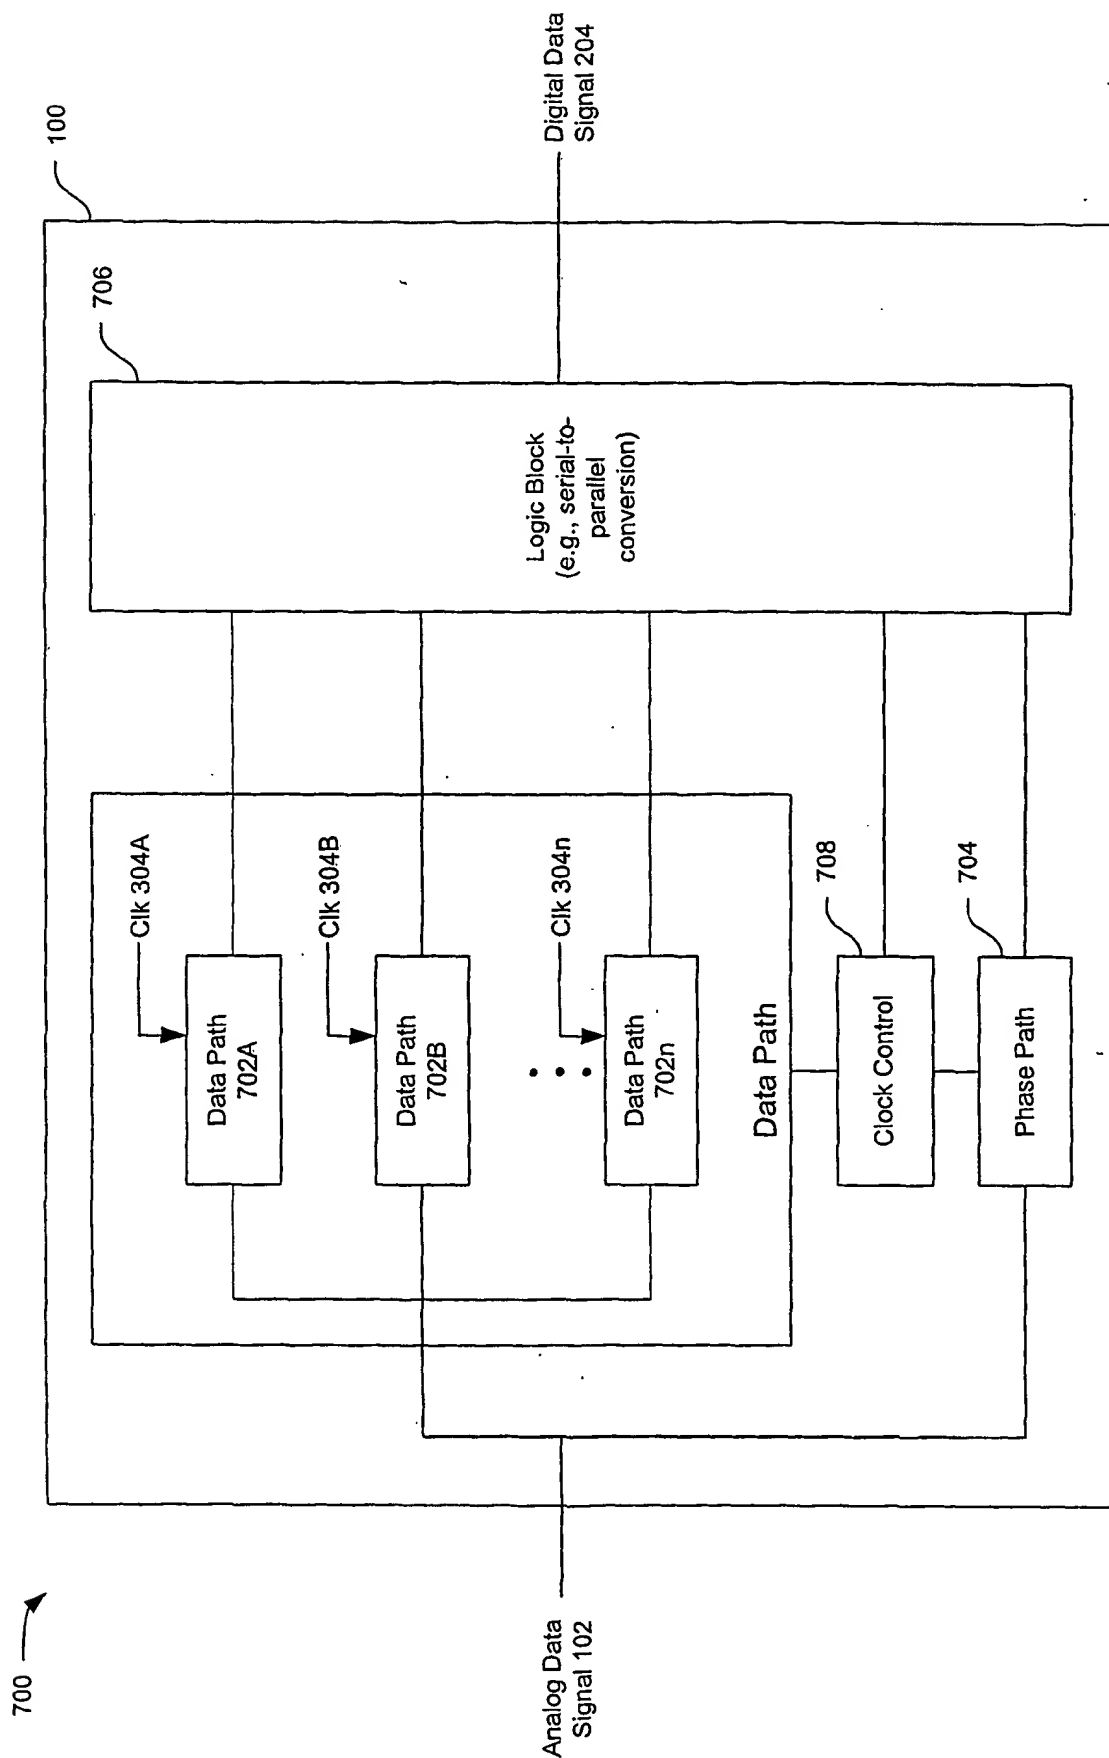 700
100
706
Clk 304A
Data Path
702A
Clk 304B
Data Path
702B
Clk 304n
Data Path
702n
Data Path
708
Clock Control
704
Phase Path
Logic Block
(e.g., serial-to-
parallel
conversion)
Analog Data
Signal 102
Digital Data
Signal 204